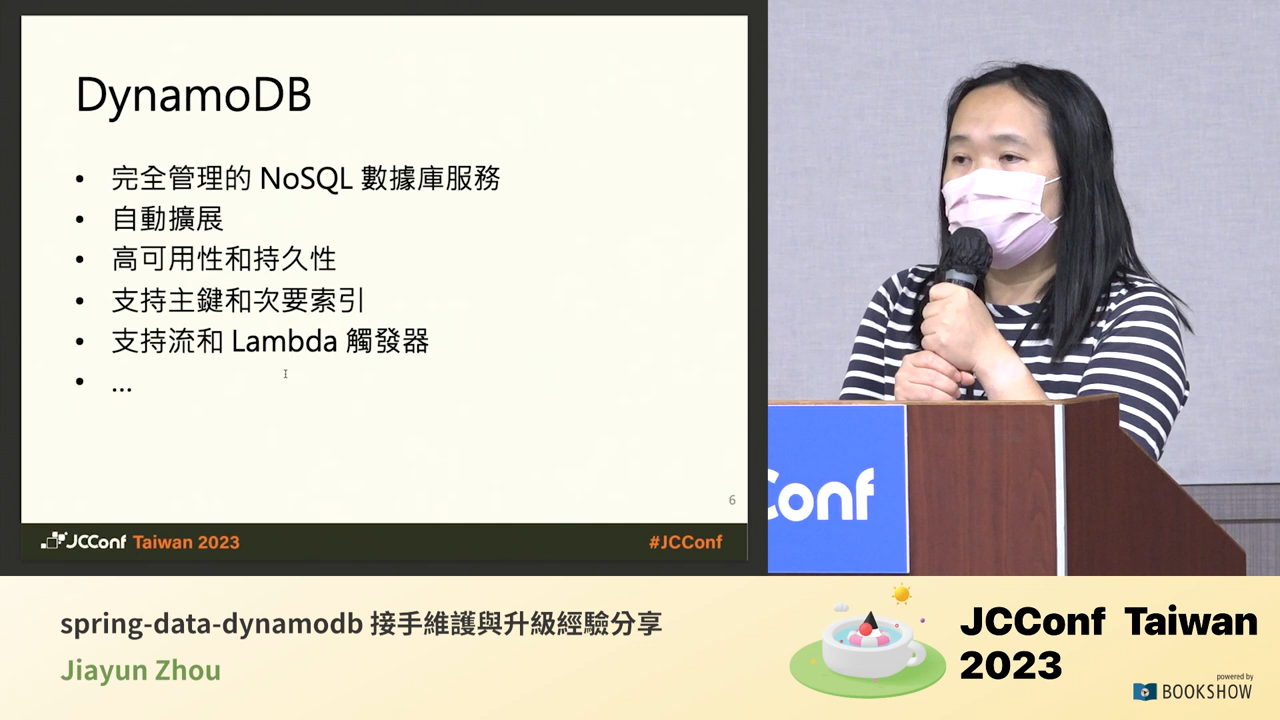 DynamoDB
• 完全管理的 NoSQL 數據庫服務
• 自動擴展
• 高可用性和持久性
• 支持主鍵和次要索引
• 支持流和 Lambda 觸發器
• ...
6
JCConf Taiwan 2023
#JCConf
Conf
spring-data-dynamodb 接手維護與升級經驗分享
Jiayun Zhou
JCConf Taiwan
2023
powered by
BOOKSHOW